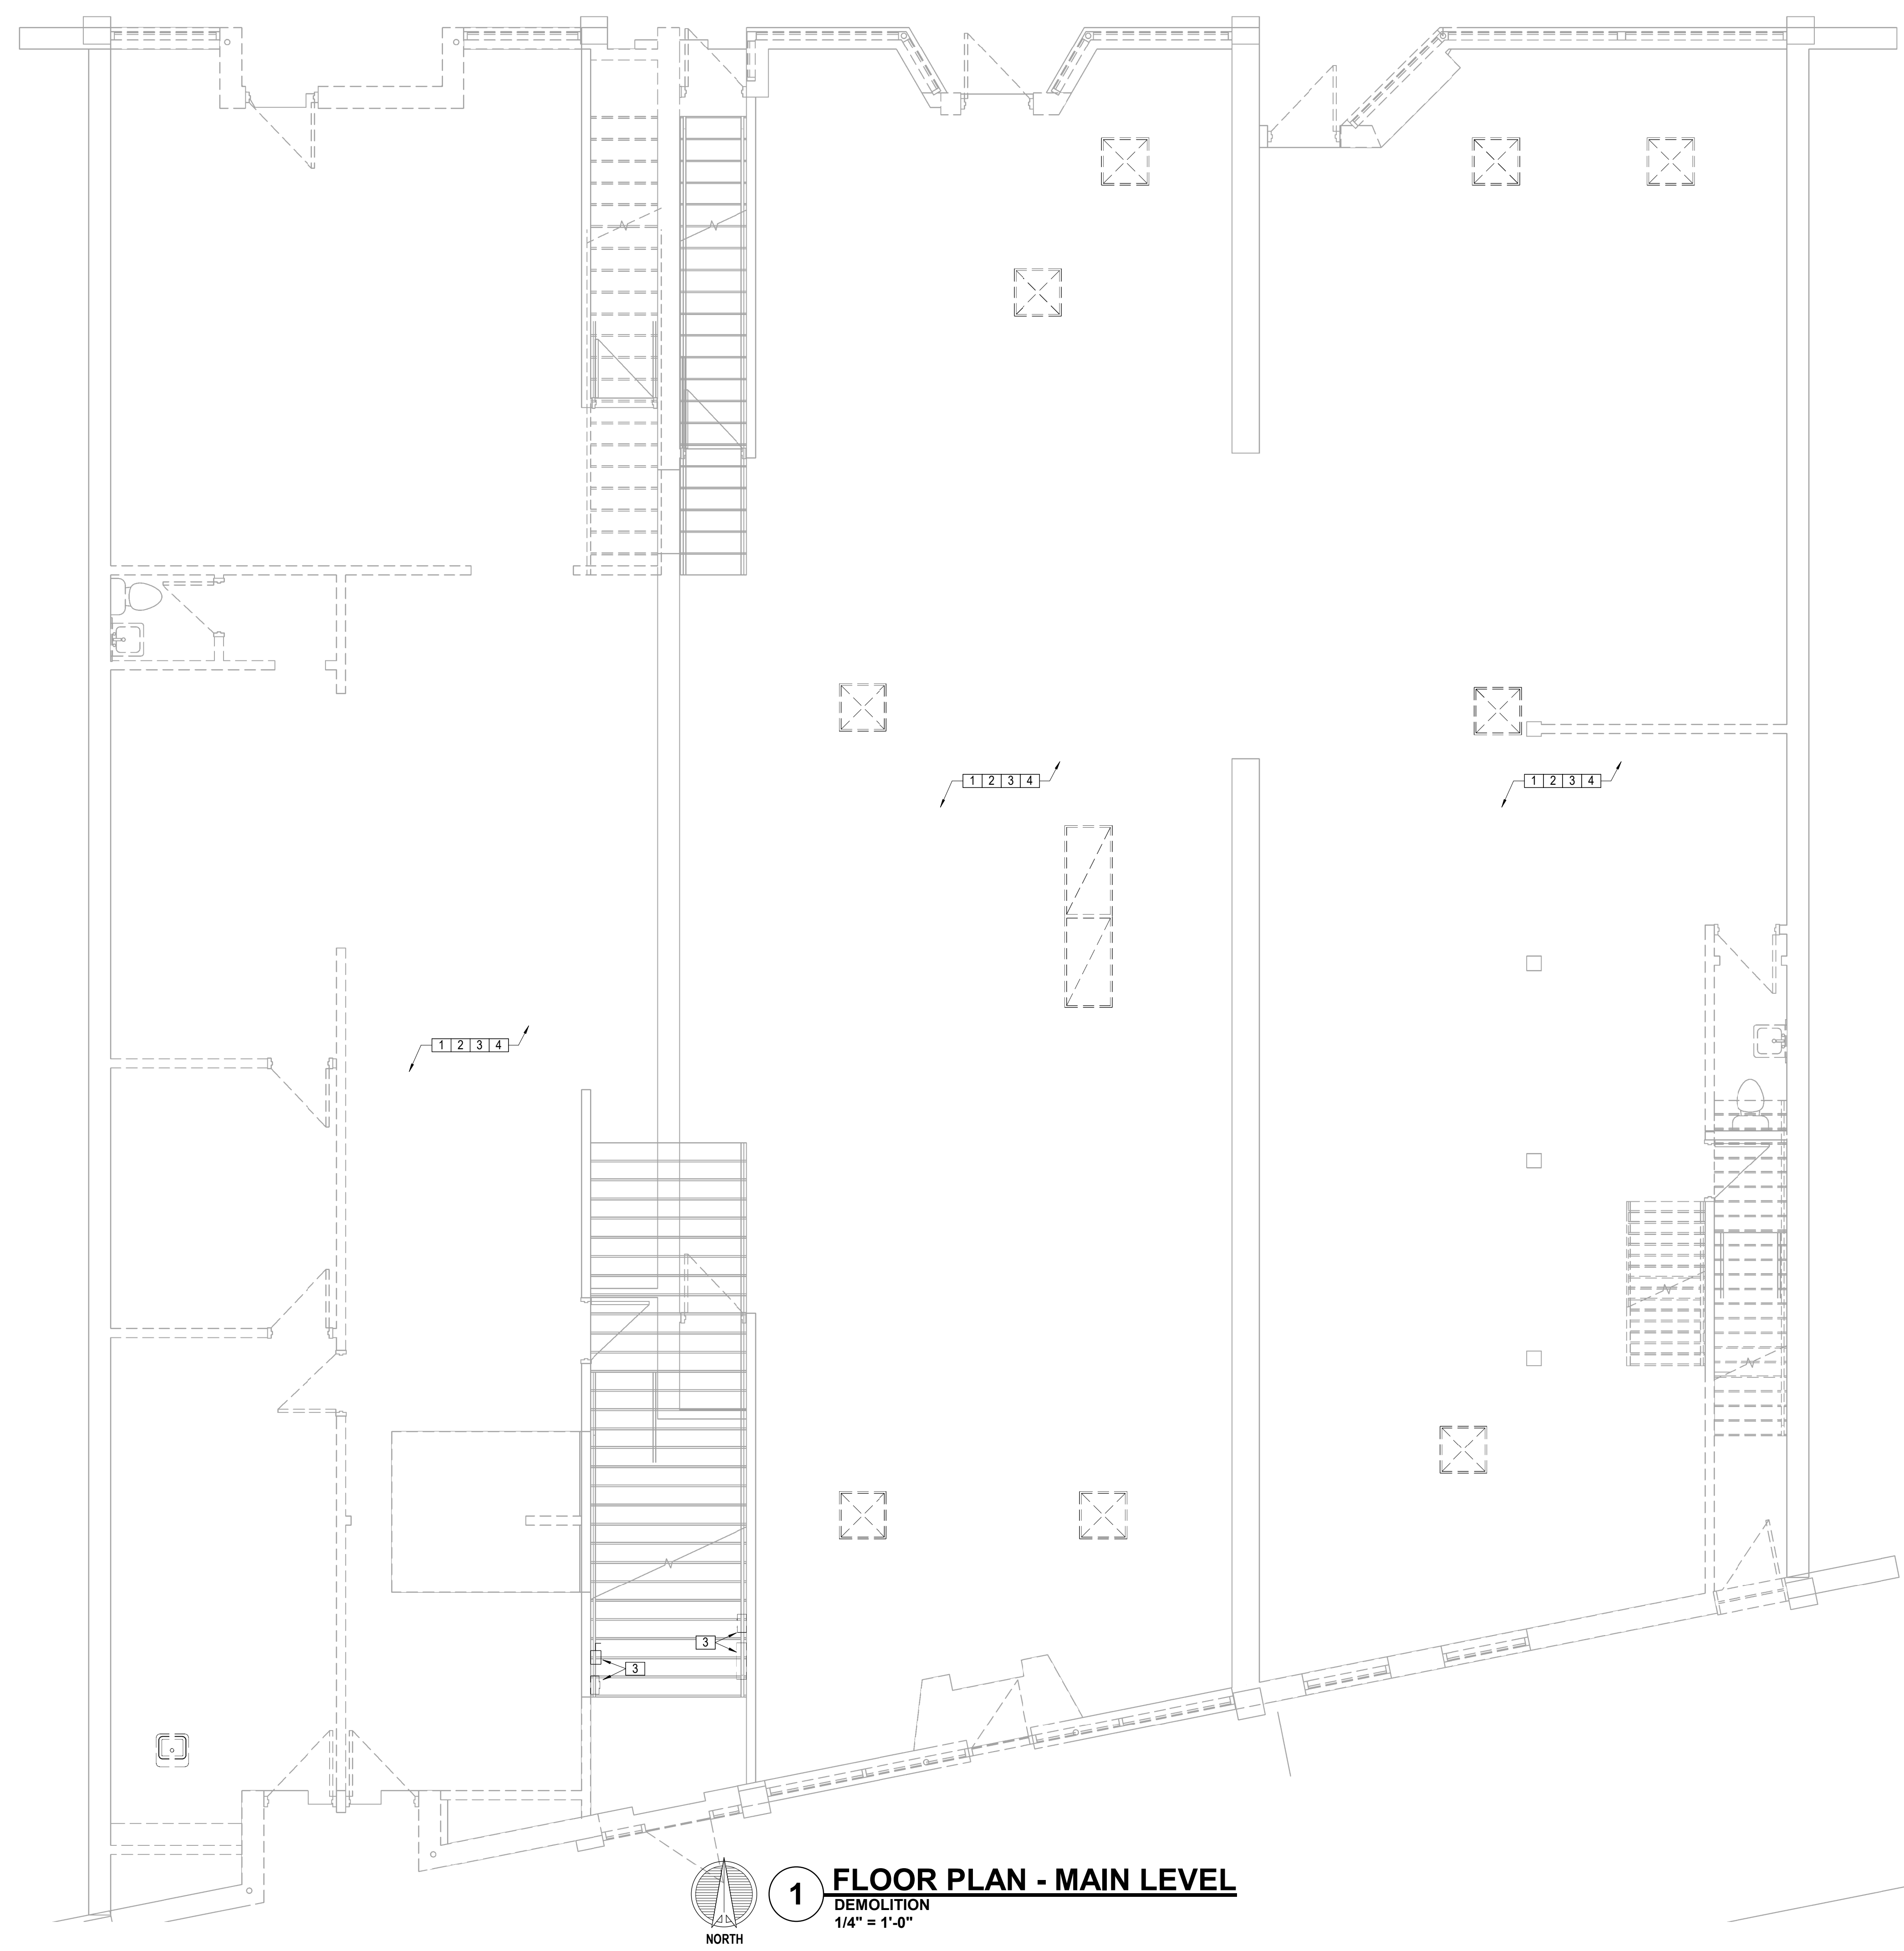 1 2 3 4
1 2 3 4
1 2 3 4
3
3
1
FLOOR PLAN - MAIN LEVEL
DEMOLITION
1/4" = 1'-0"
NORTH